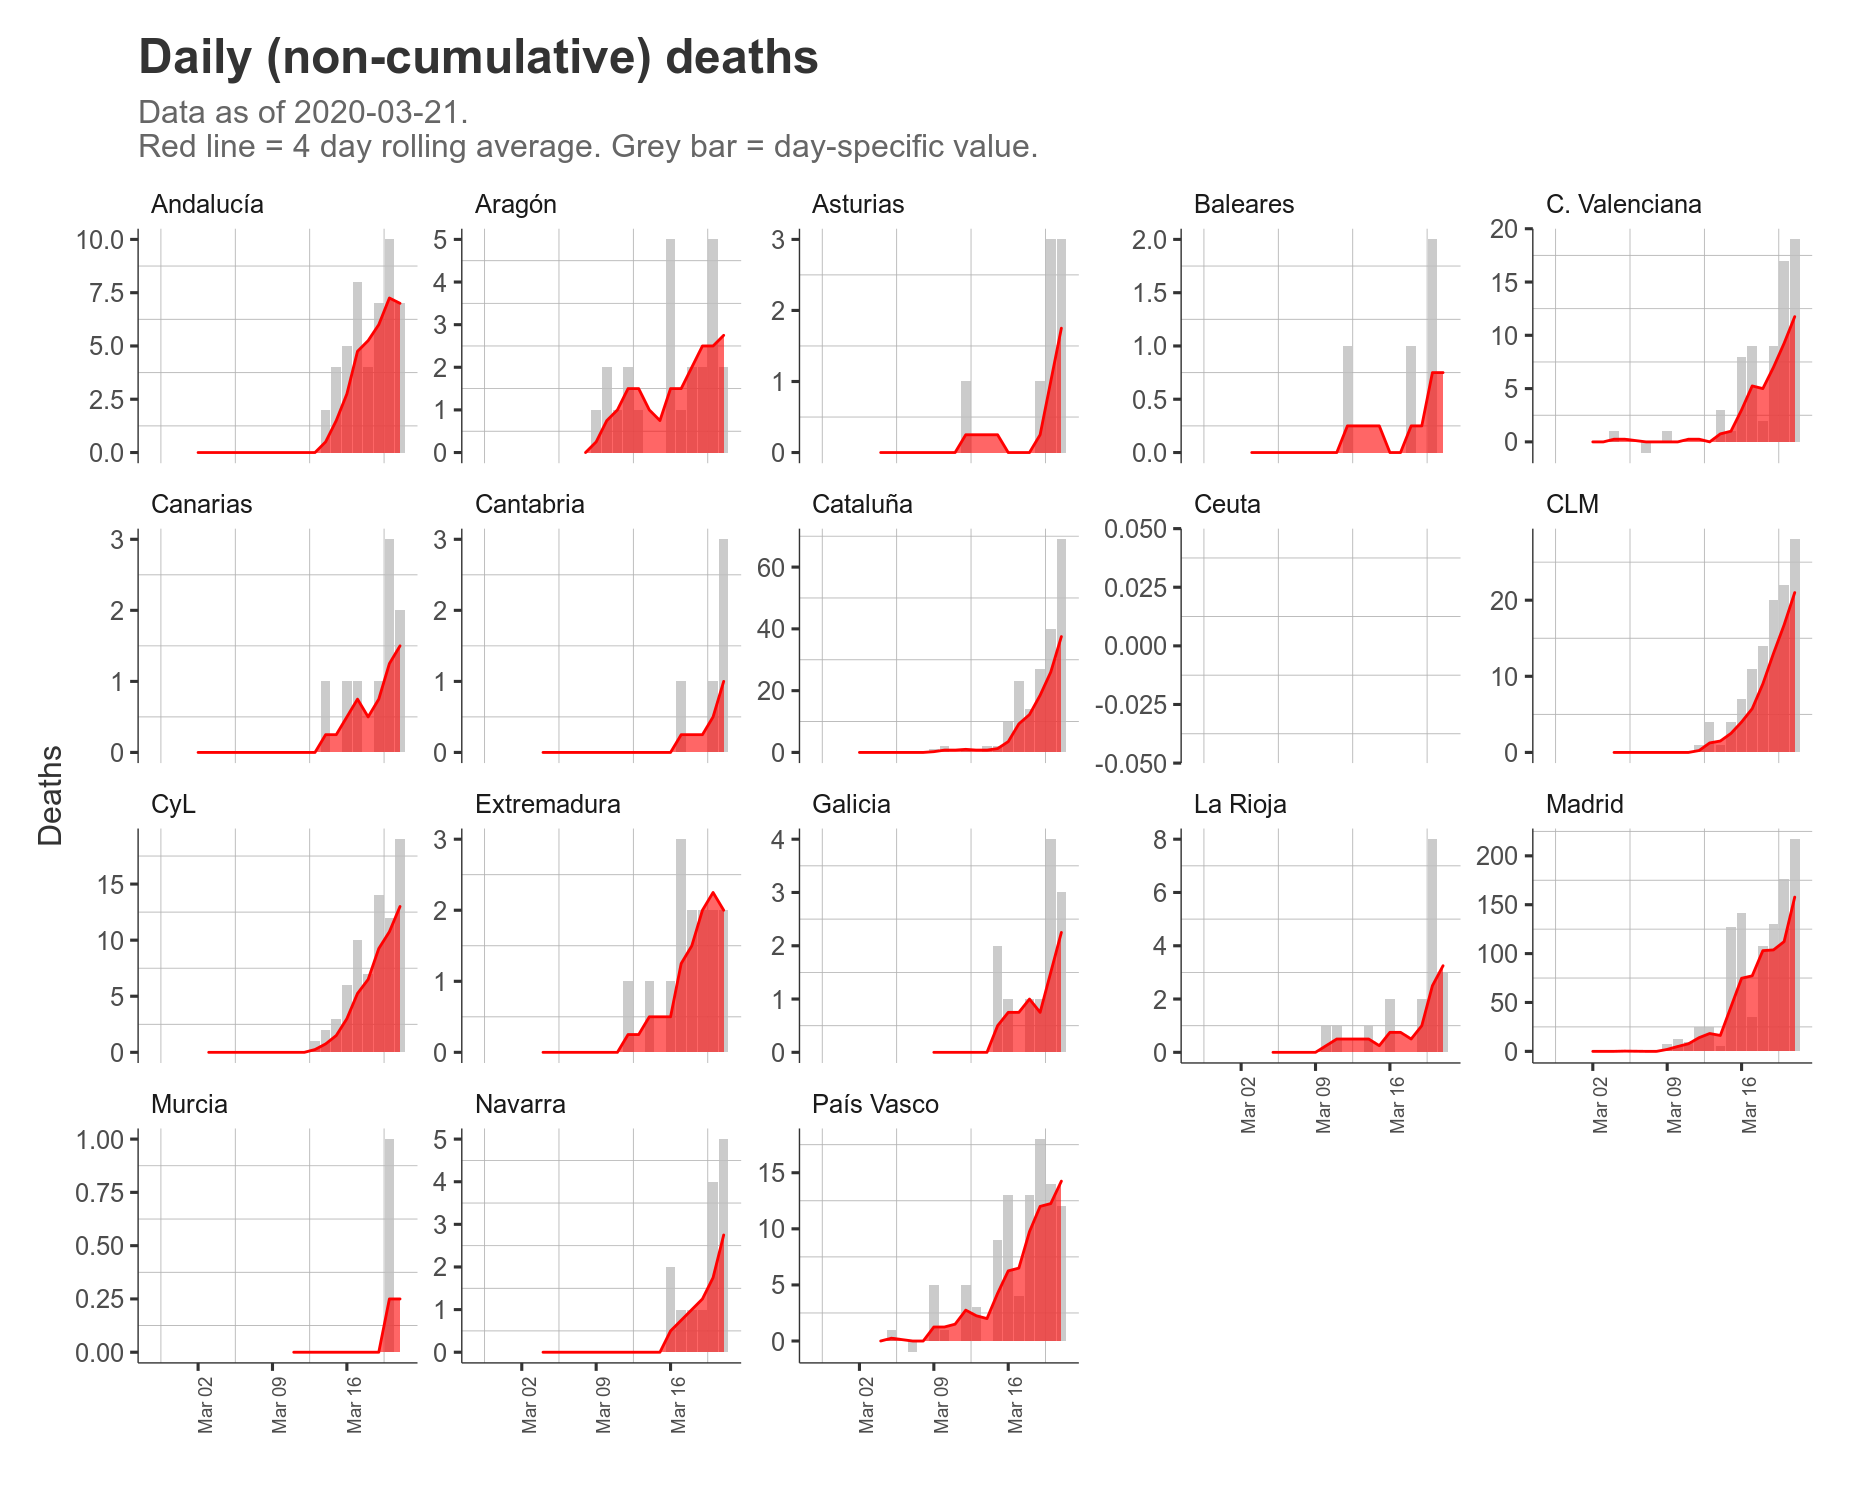 Daily (non-cumulative) deaths
Data as of 2020-03-21.
Red line = 4 day rolling average. Grey bar = day-specific value.
Deaths
Andalucía
10.0
7.5
5.0
2.5
0.0
Aragón
5
4
3
2
1
0
Asturias
3
2
1
0
Baleares
2.0
1.5
1.0
0.5
0.0
C. Valenciana
20
15
10
5
0
Canarias
3
2
1
0
Cantabria
3
2
1
0
Cataluña
60
40
20
0
Ceuta
0.050
0.025
0.000
-0.025
-0.050
CLM
20
10
0
CyL
15
10
5
0
Extremadura
3
2
1
0
Galicia
4
3
2
1
0
La Rioja
8
6
4
2
0
Mar 02
Mar 09
Mar 16
Madrid
200
150
100
50
0
Mar 02
Mar 09
Mar 16
Murcia
1.00
0.75
0.50
0.25
0.00
Mar 02
Mar 09
Mar 16
Navarra
5
4
3
2
1
0
Mar 02
Mar 09
Mar 16
País Vasco
15
10
5
0
Mar 02
Mar 09
Mar 16